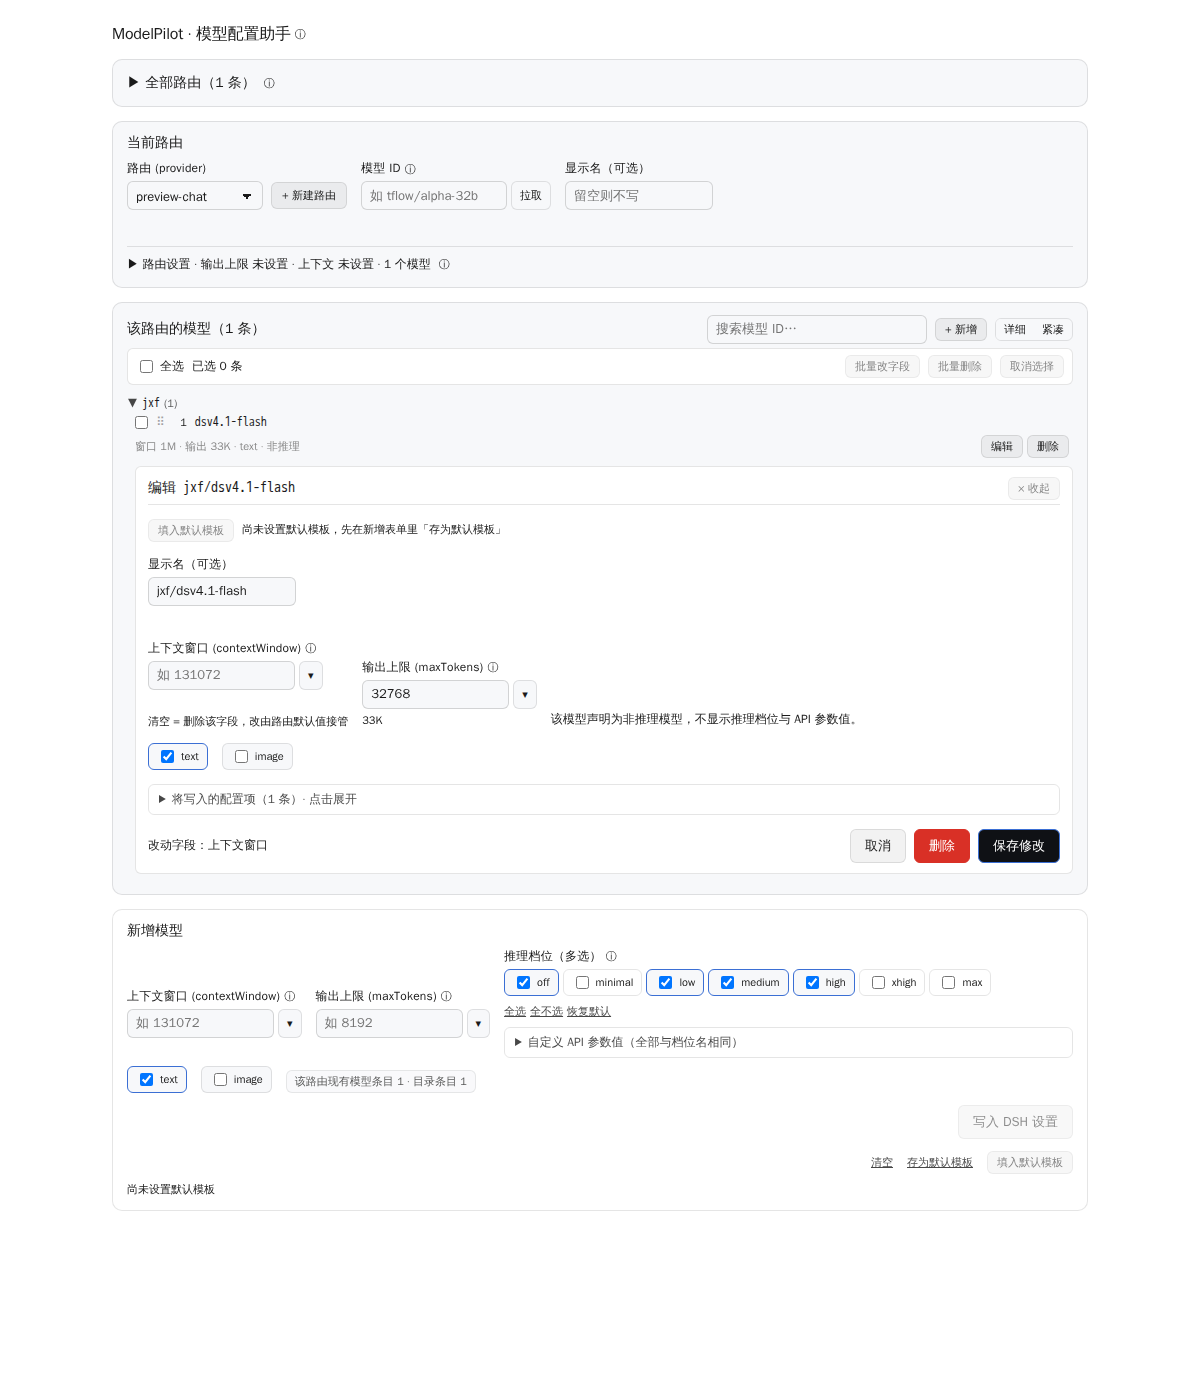 ModelPilot · 模型配置助手 ⓘ
▶ 全部路由（1 条） ⓘ
当前路由
路由 (provider) 模型 ID ⓘ 显示名（可选）
preview-chat + 新建路由 如 tflow/alpha-32b 拉取 留空则不写
▶ 路由设置 · 输出上限 未设置 · 上下文 未设置 · 1 个模型 ⓘ
该路由的模型（1 条） 搜索模型 ID… + 新增 详细 紧凑
全选 已选 0 条 批量改字段 批量删除 取消选择
▼ jxf (1)
⠿ 1 dsv4.1-flash
窗口 1M · 输出 33K · text · 非推理 编辑 删除
编辑 jxf/dsv4.1-flash × 收起
填入默认模板 尚未设置默认模板，先在新增表单里「存为默认模板」
显示名（可选）
jxf/dsv4.1-flash
上下文窗口 (contextWindow) ⓘ
如 131072 ▾
输出上限 (maxTokens) ⓘ
32768 ▾
清空 = 删除该字段，改由路由默认值接管 33K 该模型声明为非推理模型，不显示推理档位与 API 参数值。
text image
▶ 将写入的配置项（1 条）· 点击展开
改动字段：上下文窗口 取消 删除 保存修改
新增模型
推理档位（多选） ⓘ
off minimal low medium high xhigh max
上下文窗口 (contextWindow) ⓘ 输出上限 (maxTokens) ⓘ
如 131072 ▾ 如 8192 ▾
全选 全不选 恢复默认
▶ 自定义 API 参数值（全部与档位名相同）
text image 该路由现有模型条目 1 · 目录条目 1
写入 DSH 设置
清空 存为默认模板 填入默认模板
尚未设置默认模板